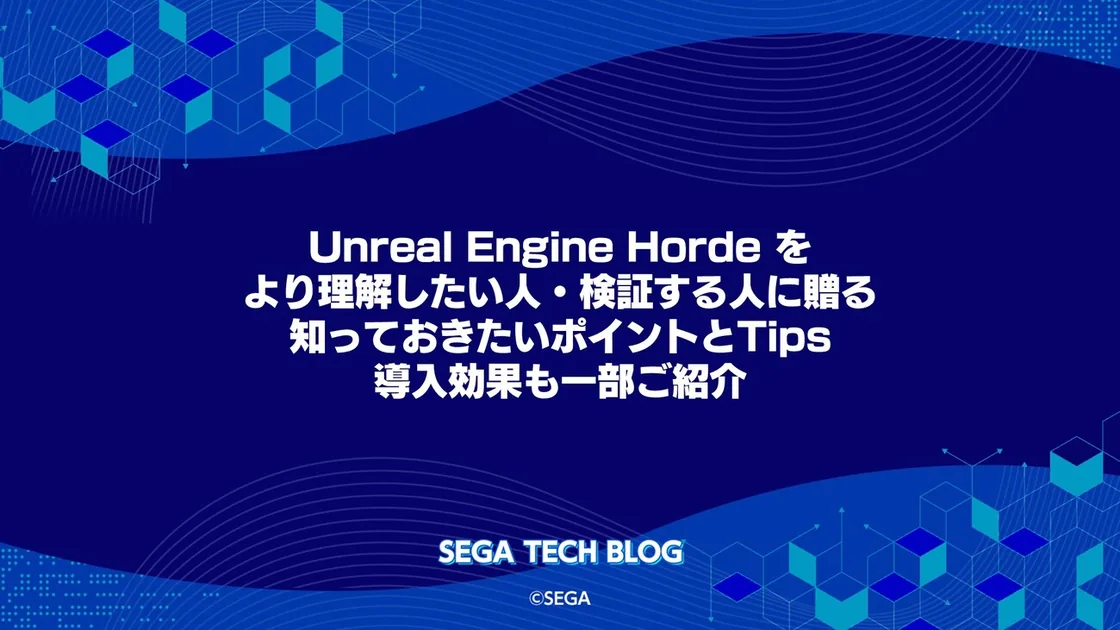 Unreal Engine Horde を
より理解したい人・検証する人に贈る
知っておきたいポイントとTips
導入効果も一部ご紹介
SEGA TECH BLOG
©SEGA